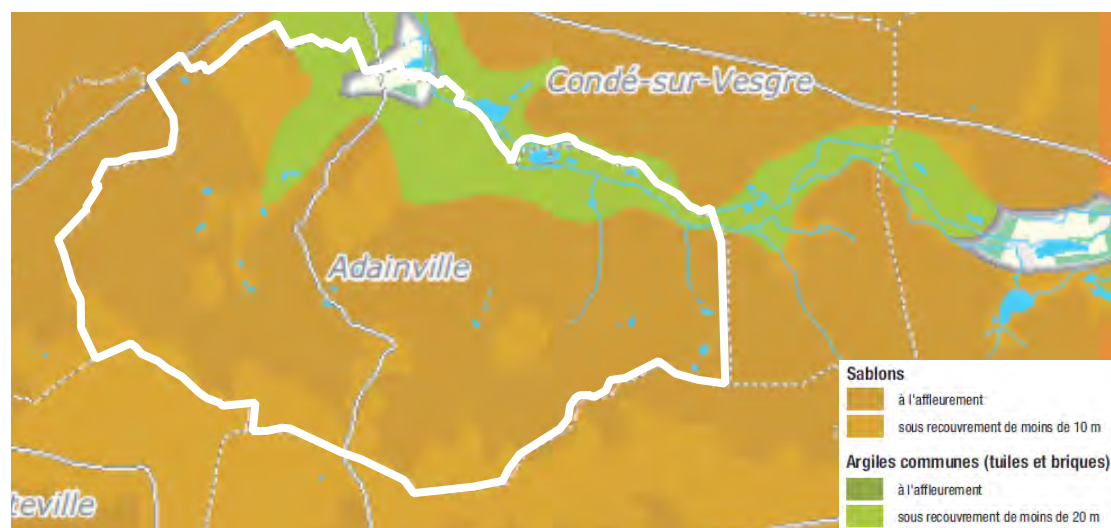 Condé-sur-Vesgre
Adainville
teville
Sablons
à l'affleurement
sous recouvrement de moins de 10 m
Argiles communes (tuiles et briques)
à l'affleurement
sous recouvrement de moins de 20 m